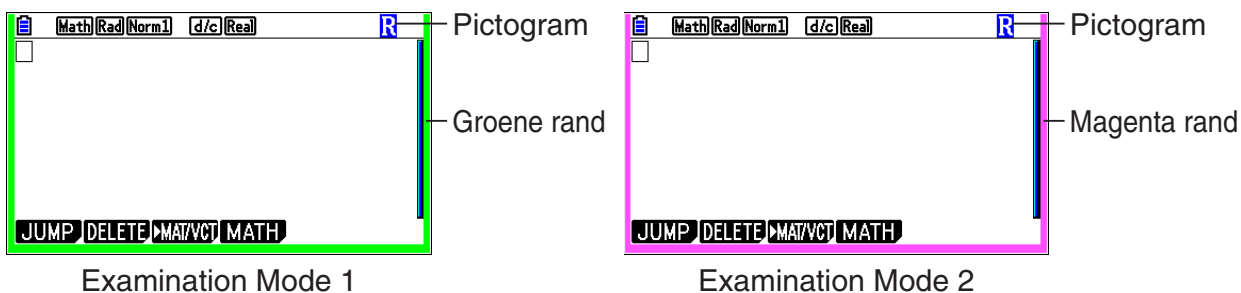 Math Rad Norm1 d/c Real R Pictogram
Groene rand
JUMP DELETE ▶MAT/VCT MATH
Examination Mode 1
Math Rad Norm1 d/c Real R Pictogram
Magenta rand
JUMP DELETE ▶MAT/VCT MATH
Examination Mode 2